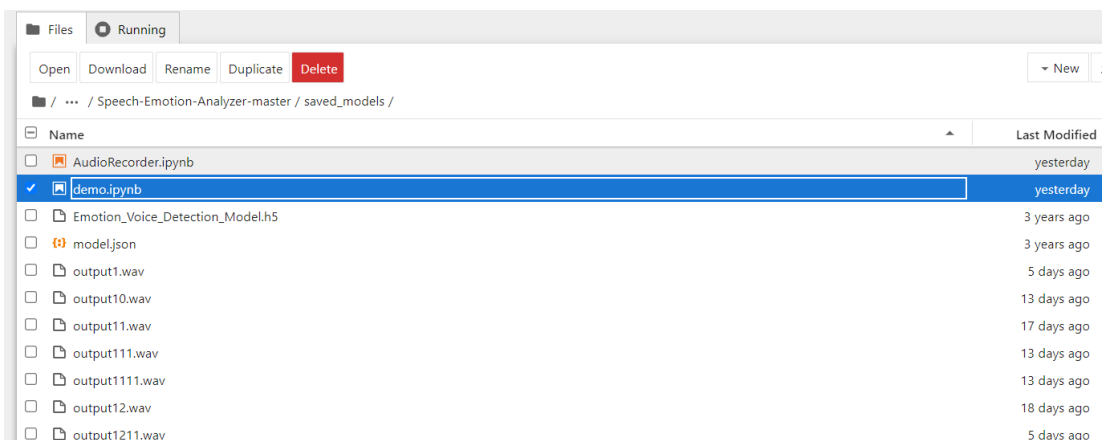 Files Running
Open Download Rename Duplicate Delete New
/ ··· / Speech-Emotion-Analyzer-master / saved_models /
Name Last Modified
AudioRecorder.ipynb yesterday
demo.ipynb yesterday
Emotion_Voice_Detection_Model.h5 3 years ago
model.json 3 years ago
output1.wav 5 days ago
output10.wav 13 days ago
output11.wav 17 days ago
output111.wav 13 days ago
output1111.wav 13 days ago
output12.wav 18 days ago
output1211.wav 5 days ago